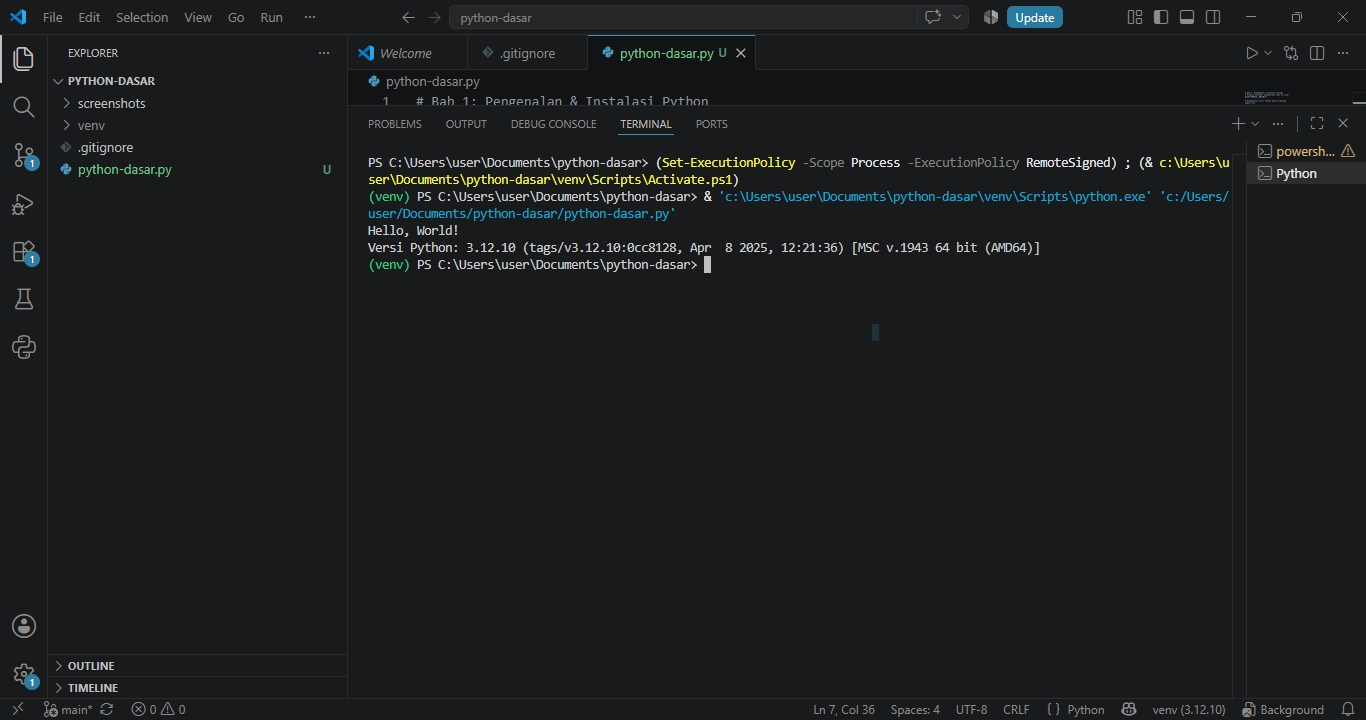 File Edit Selection View Go Run ··· python-dasar Update
EXPLORER ···
PYTHON-DASAR
screenshots
venv
.gitignore
python-dasar.py U
OUTLINE
TIMELINE
Welcome .gitignore python-dasar.py U
python-dasar.py
1 # Bab 1: Pengenalan & Instalasi Python
PROBLEMS OUTPUT DEBUG CONSOLE TERMINAL PORTS
PS C:\Users\user\Documents\python-dasar> (Set-ExecutionPolicy -Scope Process -ExecutionPolicy RemoteSigned) ; (& c:\Users\u
ser\Documents\python-dasar\venv\Scripts\Activate.ps1)
(venv) PS C:\Users\user\Documents\python-dasar> & 'c:\Users\user\Documents\python-dasar\venv\Scripts\python.exe' 'c:/Users/
user/Documents/python-dasar/python-dasar.py'
Hello, World!
Versi Python: 3.12.10 (tags/v3.12.10:0cc8128, Apr  8 2025, 12:21:36) [MSC v.1943 64 bit (AMD64)]
(venv) PS C:\Users\user\Documents\python-dasar>
powersh...
Python
1
1
1
main* 0 0 Ln 7, Col 36 Spaces: 4 UTF-8 CRLF { } Python venv (3.12.10) Background